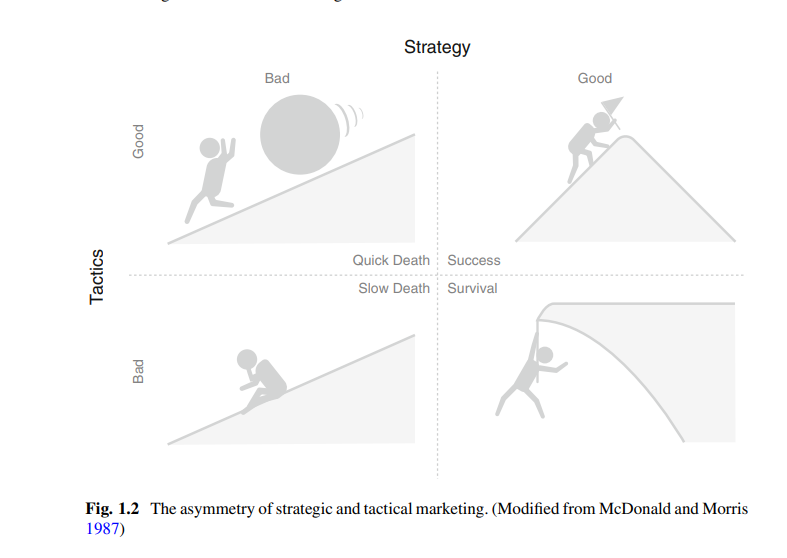 Strategy
Bad
Good
Good
Quick Death
Success
Tactics
Slow Death
Survival
Bad
Fig. 1.2 The asymmetry of strategic and tactical marketing. (Modified from McDonald and Morris
1987)